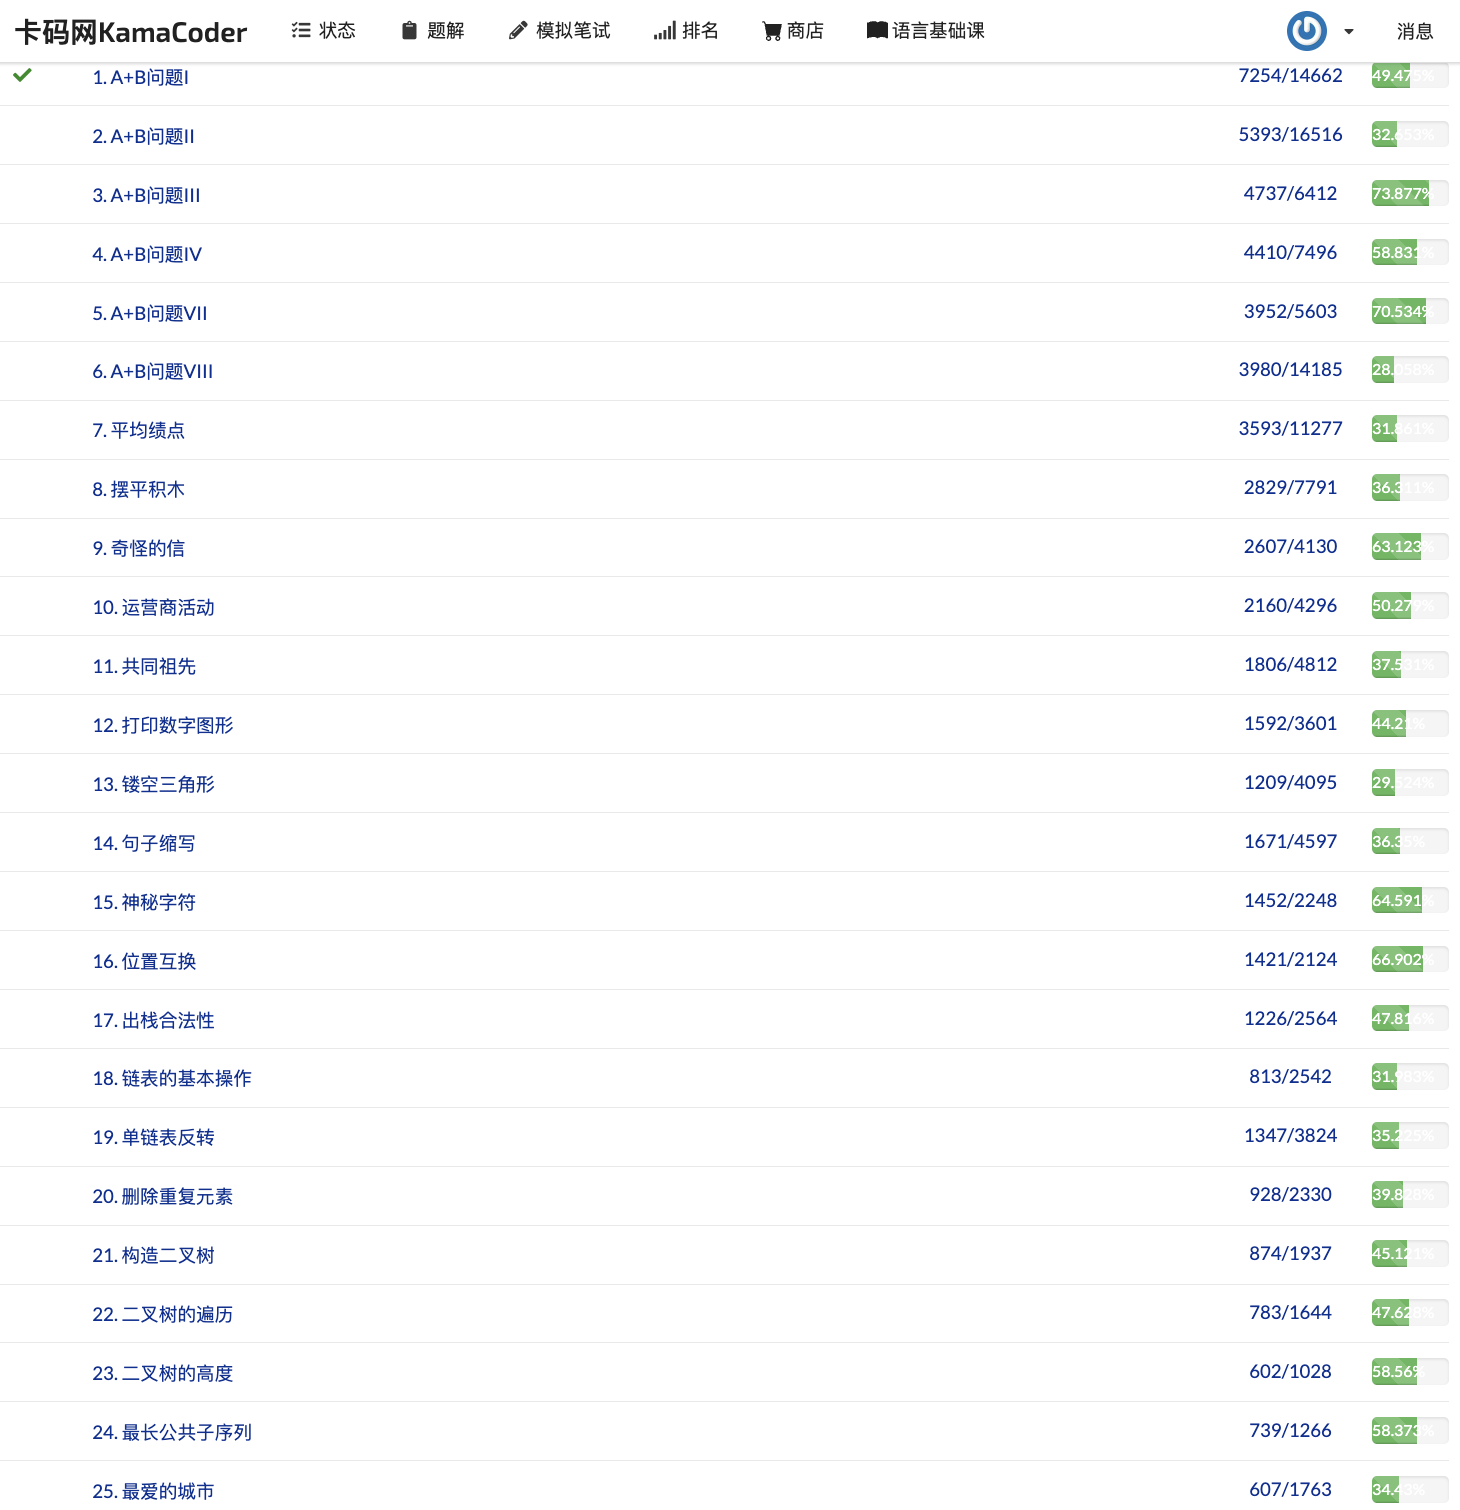 卡码网KamaCoder 状态 题解 模拟笔试 排名 商店 语言基础课 消息
1. A+B问题I 7254/14662 49.475%
2. A+B问题II 5393/16516 32.653%
3. A+B问题III 4737/6412 73.877%
4. A+B问题IV 4410/7496 58.831%
5. A+B问题VII 3952/5603 70.534%
6. A+B问题VIII 3980/14185 28.058%
7. 平均绩点 3593/11277 31.861%
8. 摆平积木 2829/7791 36.311%
9. 奇怪的信 2607/4130 63.123%
10. 运营商活动 2160/4296 50.279%
11. 共同祖先 1806/4812 37.531%
12. 打印数字图形 1592/3601 44.21%
13. 镂空三角形 1209/4095 29.524%
14. 句子缩写 1671/4597 36.35%
15. 神秘字符 1452/2248 64.591%
16. 位置互换 1421/2124 66.902%
17. 出栈合法性 1226/2564 47.816%
18. 链表的基本操作 813/2542 31.983%
19. 单链表反转 1347/3824 35.225%
20. 删除重复元素 928/2330 39.828%
21. 构造二叉树 874/1937 45.121%
22. 二叉树的遍历 783/1644 47.628%
23. 二叉树的高度 602/1028 58.56%
24. 最长公共子序列 739/1266 58.373%
25. 最爱的城市 607/1763 34.43%